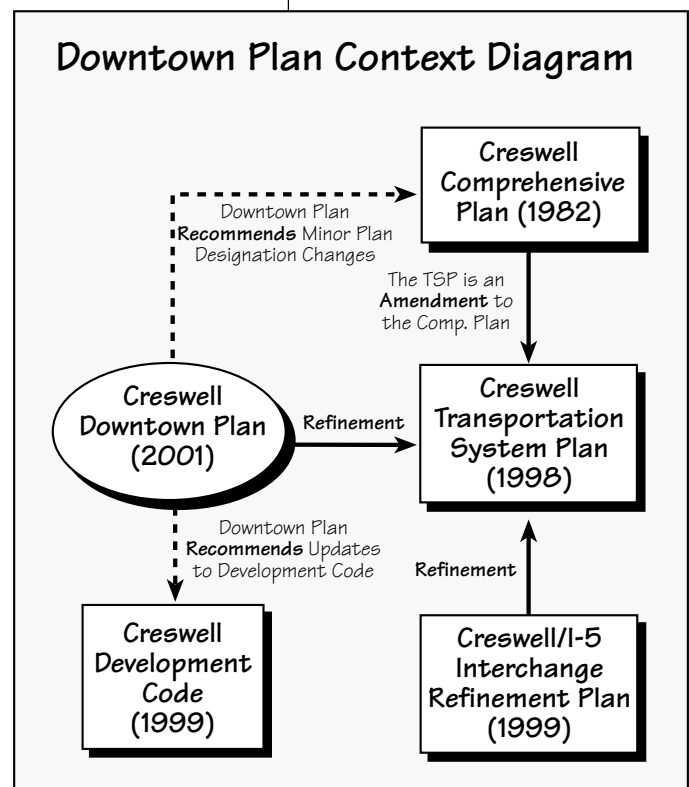 Downtown Plan Context Diagram
Creswell
Comprehensive
Plan (1982)
Downtown Plan
Recommends Minor Plan
Designation Changes
The TSP is an
Amendment to
the Comp. Plan
Creswell
Downtown Plan
(2001)
Refinement
Creswell
Transportation
System Plan
(1998)
Downtown Plan
Recommends Updates
to Development Code
Refinement
Creswell
Development
Code
(1999)
Creswell/I-5
Interchange
Refinement Plan
(1999)